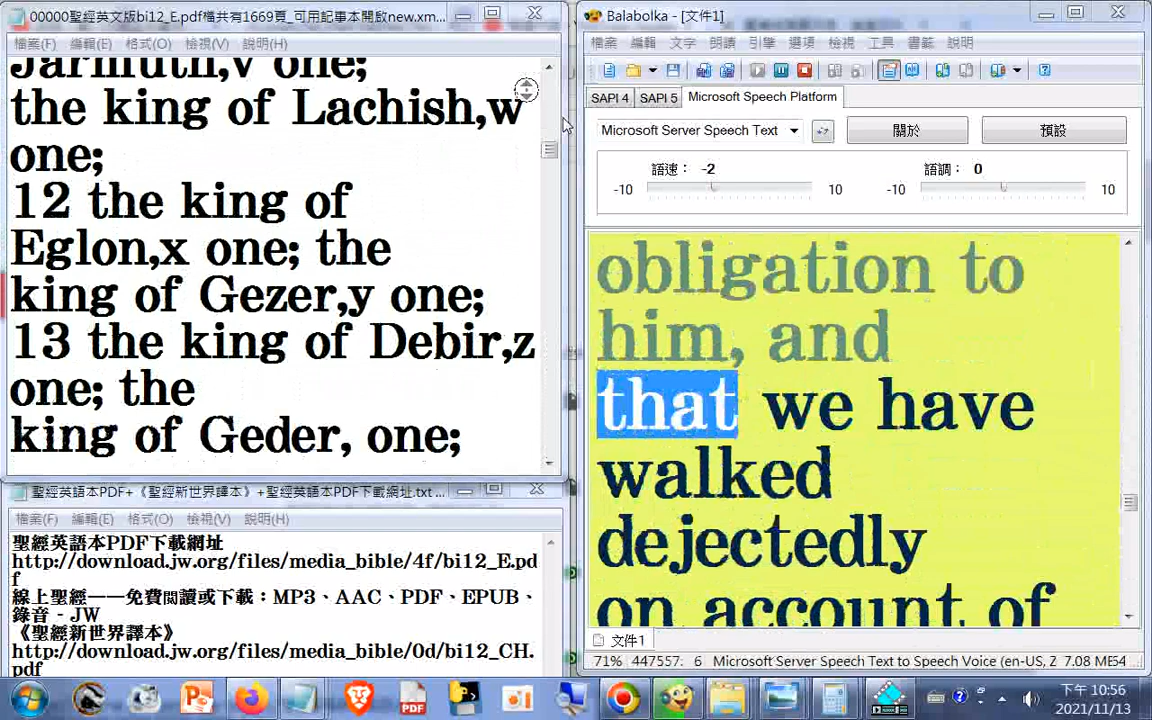 00000聖經英文版bi12_E.pdf檔共有1669頁_可用記事本開啟new.xm...
檔案(F) 編輯(E) 格式(O) 檢視(V) 說明(H)
Jarmuth,v one;
the king of Lachish,w
one;
12 the king of
Eglon,x one; the
king of Gezer,y one;
13 the king of Debir,z
one; the
king of Geder, one;
聖經英語本PDF+《聖經新世界譯本》+聖經英語本PDF下載網址.txt ...
檔案(F) 編輯(E) 格式(O) 檢視(V) 說明(H)
聖經英語本PDF下載網址
http://download.jw.org/files/media_bible/4f/bi12_E.pd
f
線上聖經——免費閱讀或下載：MP3、AAC、PDF、EPUB、
錄音 - JW
《聖經新世界譯本》
http://download.jw.org/files/media_bible/0d/bi12_CH.
pdf
Balabolka - [文件1]
檔案 編輯 文字 朗讀 引擎 選項 檢視 工具 書籤 說明
SAPI 4 SAPI 5 Microsoft Speech Platform
Microsoft Server Speech Text 關於 預設
語速： -2 語調： 0
-10 10 -10 10
obligation to
him, and
that we have
walked
dejectedly
on account of
文件1
71% 447557: 6 Microsoft Server Speech Text to Speech Voice (en-US, Z 7.08 ME54
下午 10:56
2021/11/13